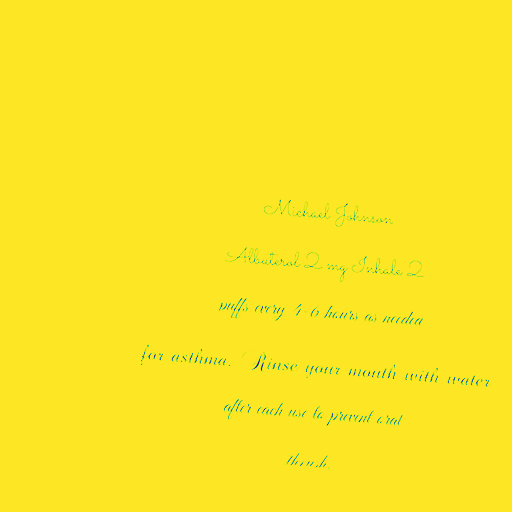 Michael Johnson
Albuterol 2 mg Inhale 2
puffs every 4-6 hours as needed
for asthma. / Rinse your mouth with water
after each use to prevent oral
thrush.